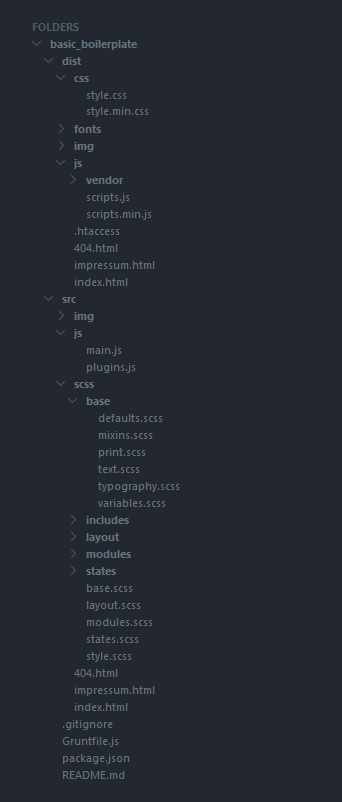 FOLDERS
basic_boilerplate
dist
css
style.css
style.min.css
fonts
img
js
vendor
scripts.js
scripts.min.js
.htaccess
404.html
impressum.html
index.html
src
img
js
main.js
plugins.js
scss
base
defaults.scss
mixins.scss
print.scss
text.scss
typography.scss
variables.scss
includes
layout
modules
states
base.scss
layout.scss
modules.scss
states.scss
style.scss
404.html
impressum.html
index.html
.gitignore
Gruntfile.js
package.json
README.md